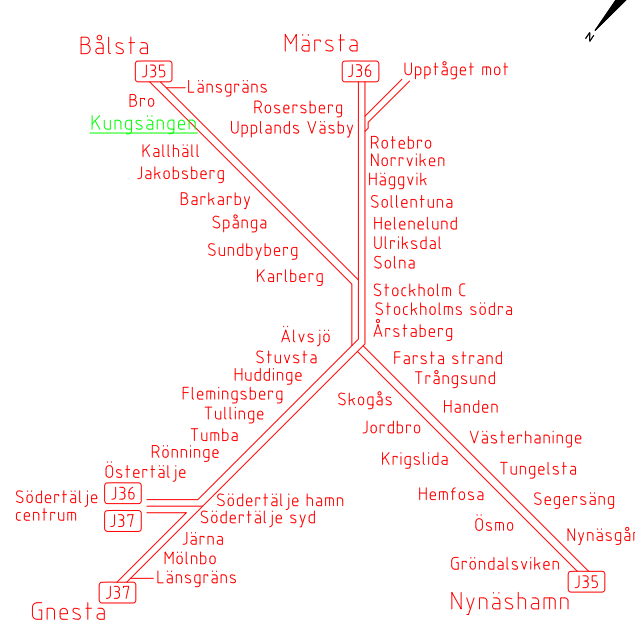 N
Bålsta
Märsta
J35
J36
Upptåget mot
Länsgräns
Bro
Rosersberg
Kungsängen
Upplands Väsby
Rotebro
Kallhäll
Norrviken
Jakobsberg
Häggvik
Barkarby
Sollentuna
Spånga
Helenelund
Ulriksdal
Sundbyberg
Solna
Karlberg
Stockholm C
Stockholms södra
Årstaberg
Älvsjö
Stuvsta
Farsta strand
Huddinge
Trångsund
Flemingsberg
Skogås
Handen
Tullinge
Jordbro
Tumba
Västerhaninge
Rönninge
Krigslida
Östertälje
Tungelsta
J36
Södertälje
centrum
J37
Södertälje hamn
Södertälje syd
Hemfosa
Segersäng
Ösmo
Järna
Nynäsgår
Mölnbo
Gröndalsviken
Länsgräns
J35
J37
Gnesta
Nynäshamn